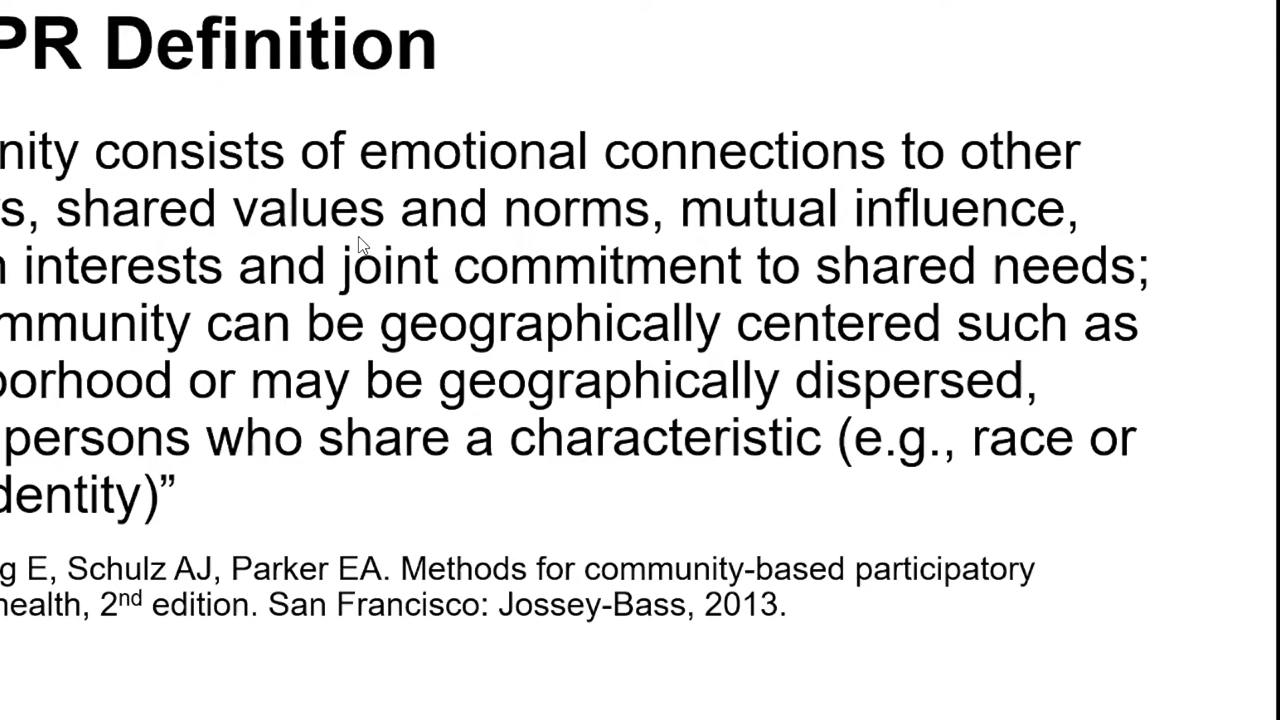 PR Definition
nity consists of emotional connections to other
s, shared values and norms, mutual influence,
interests and joint commitment to shared needs;
mmunity can be geographically centered such as
borhood or may be geographically dispersed,
persons who share a characteristic (e.g., race or
dentity)”
g E, Schulz AJ, Parker EA. Methods for community-based participatory
health, 2nd edition. San Francisco: Jossey-Bass, 2013.